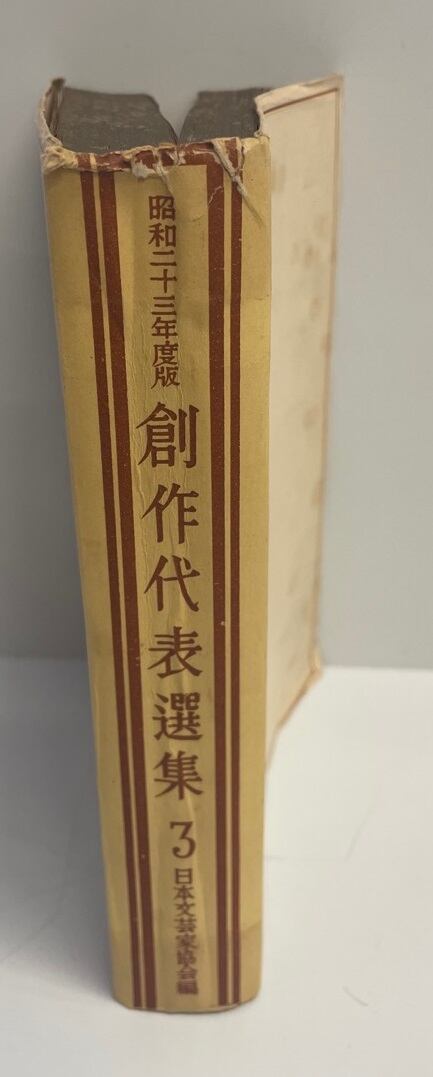 昭和二十三年度版
創作代表選集
3
日本文芸家協会編